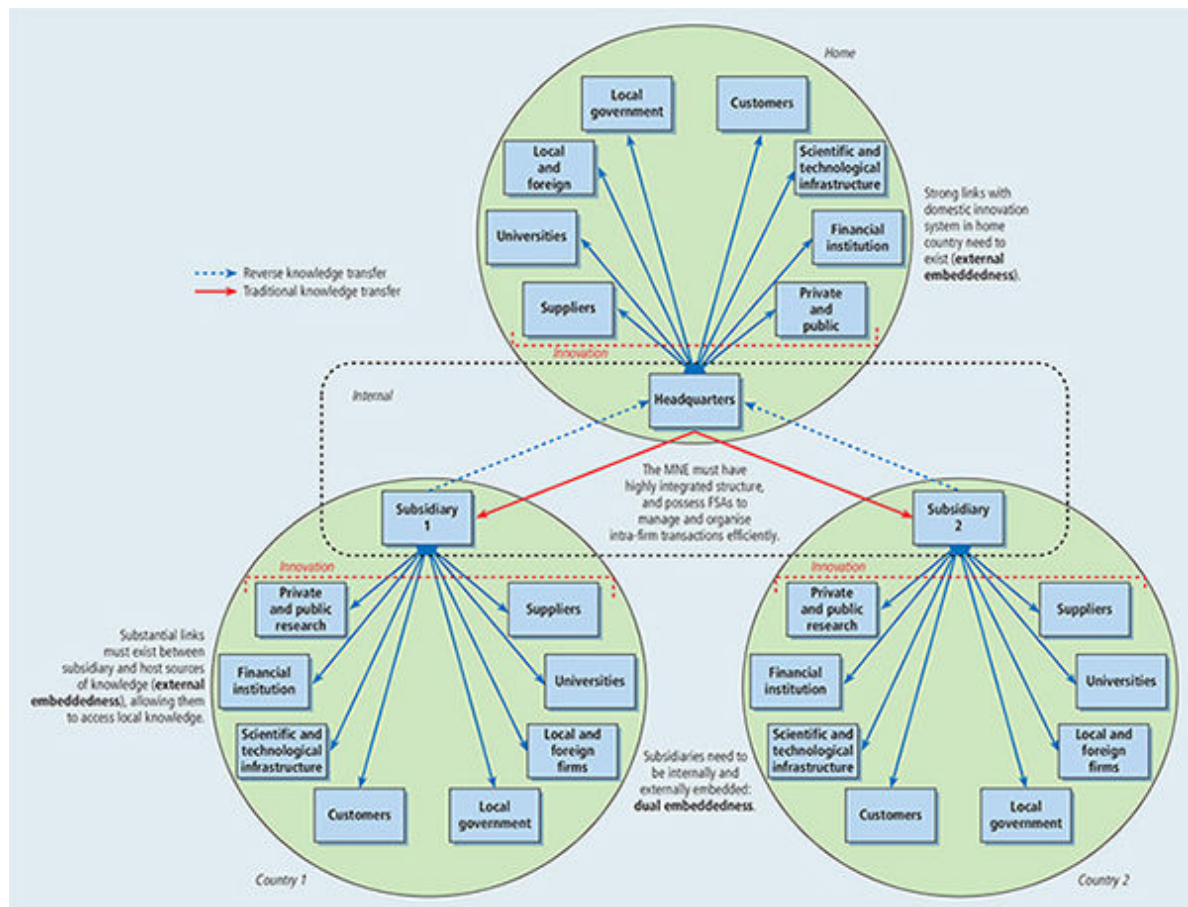 Home
Local
government
Customers
Local
and
foreign
Scientific and
technological
infrastructure
Universities
Financial
institution
Suppliers
Private
and
public
Innovation
Headquarters
Strong links with
domestic innovation
system in home
country need to
exist (external
embeddedness).
Reverse knowledge transfer
Traditional knowledge transfer
Internal
The MNE must have
highly integrated structure,
and possess FSAs to
manage and organise
intra-firm transactions efficiently.
Subsidiary
1
Innovation
Private
and public
research
Suppliers
Financial
institution
Universities
Scientific and
technological
infrastructure
Local and
foreign
firms
Customers
Local
government
Country 1
Substantial links
must exist between
subsidiary and host sources
of knowledge (external
embeddedness), allowing them
to access local knowledge.
Subsidiaries need to
be internally and
externally embedded:
dual embeddedness.
Subsidiary
2
Innovation
Private
and public
research
Suppliers
Financial
institution
Universities
Scientific and
technological
infrastructure
Local and
foreign
firms
Customers
Local
government
Country 2